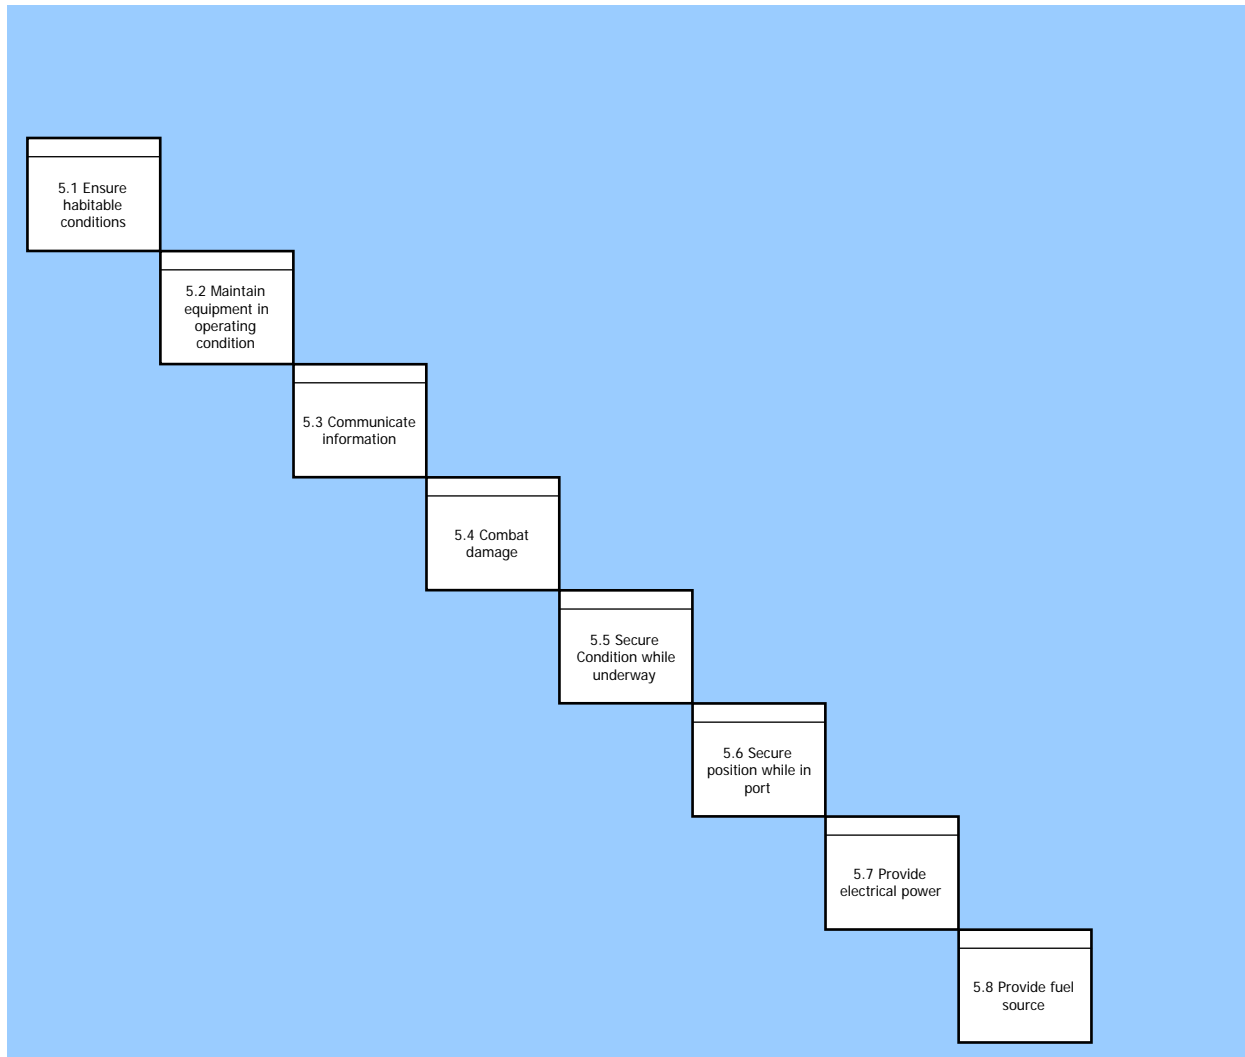 5.1 Ensure
habitable
conditions
5.2 Maintain
equipment in
operating
condition
5.3 Communicate
information
5.4 Combat
damage
5.5 Secure
Condition while
underway
5.6 Secure
position while in
port
5.7 Provide
electrical power
5.8 Provide fuel
source